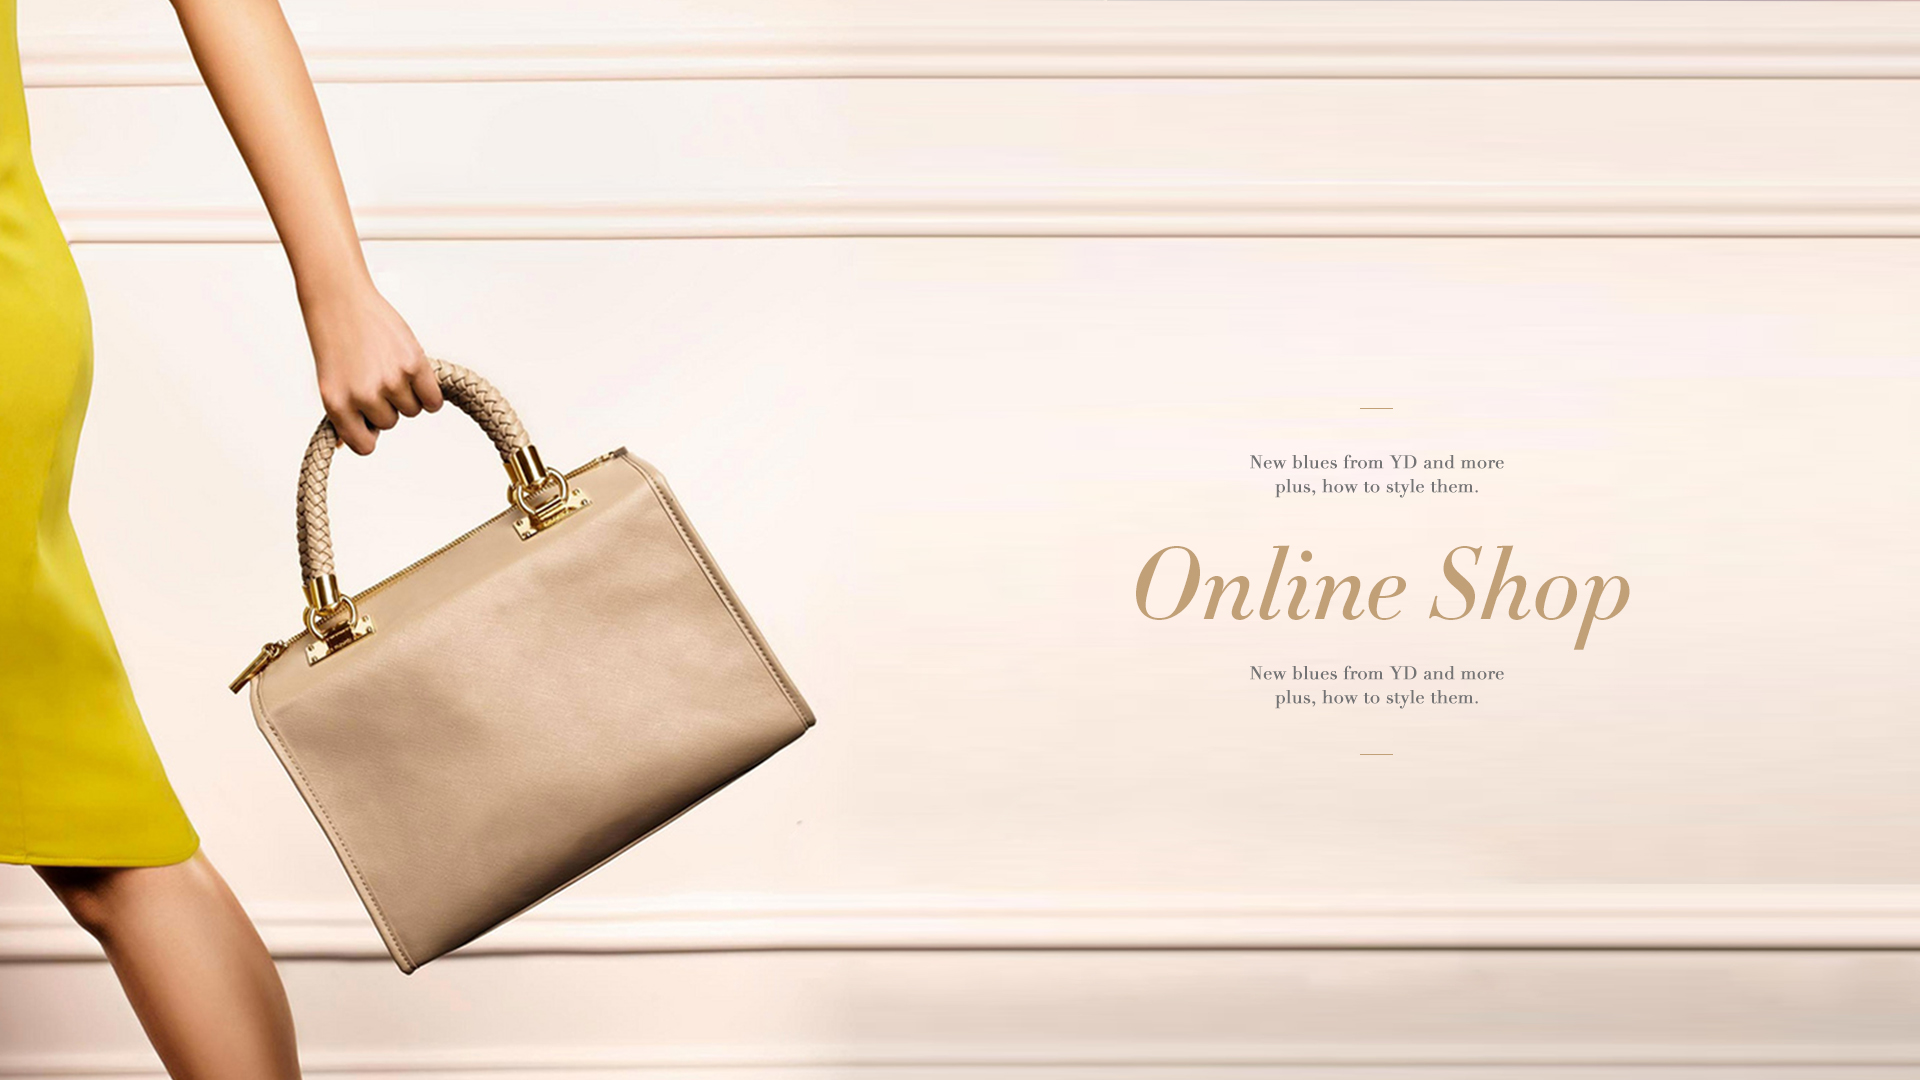 New blues from YD and more
plus, how to style them.
Online Shop
New blues from YD and more
plus, how to style them.